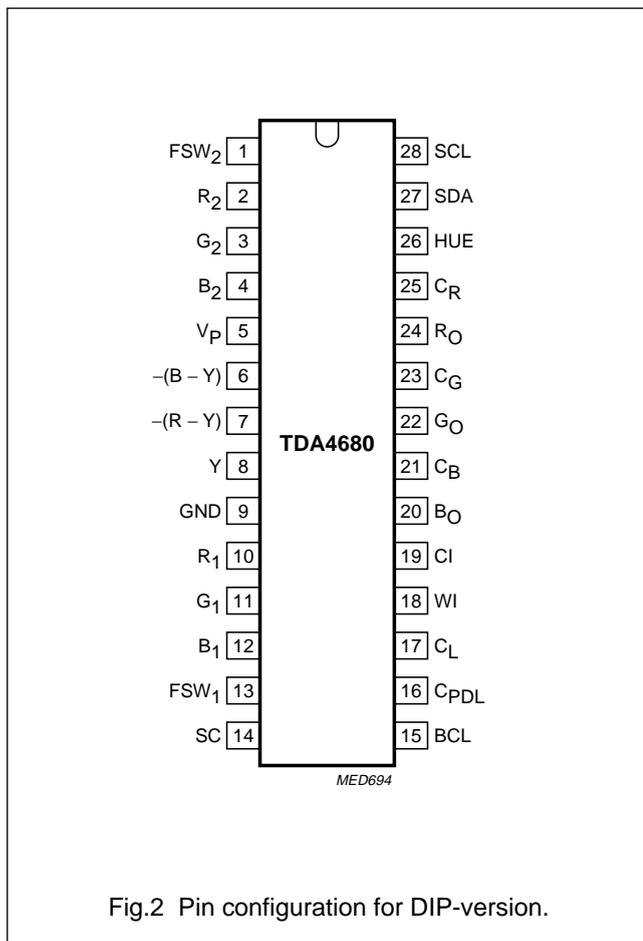 FSW2 1 28 SCL
R2 2 27 SDA
G2 3 26 HUE
B2 4 25 CR
VP 5 24 RO
−(B − Y) 6 23 CG
−(R − Y) 7 22 GO
TDA4680
Y 8 21 CB
GND 9 20 BO
R1 10 19 CI
G1 11 18 WI
B1 12 17 CL
FSW1 13 16 CPDL
SC 14 15 BCL
MED694
Fig.2 Pin configuration for DIP-version.